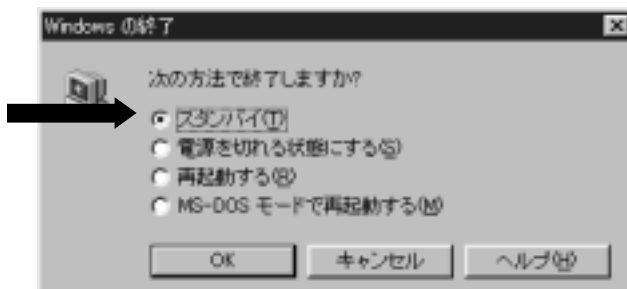 Windows の終了
次の方法で終了しますか?
スタンバイ(T)
電源を切れる状態にする(S)
再起動する(R)
MS-DOS モードで再起動する(M)
OK
キャンセル
ヘルプ(H)